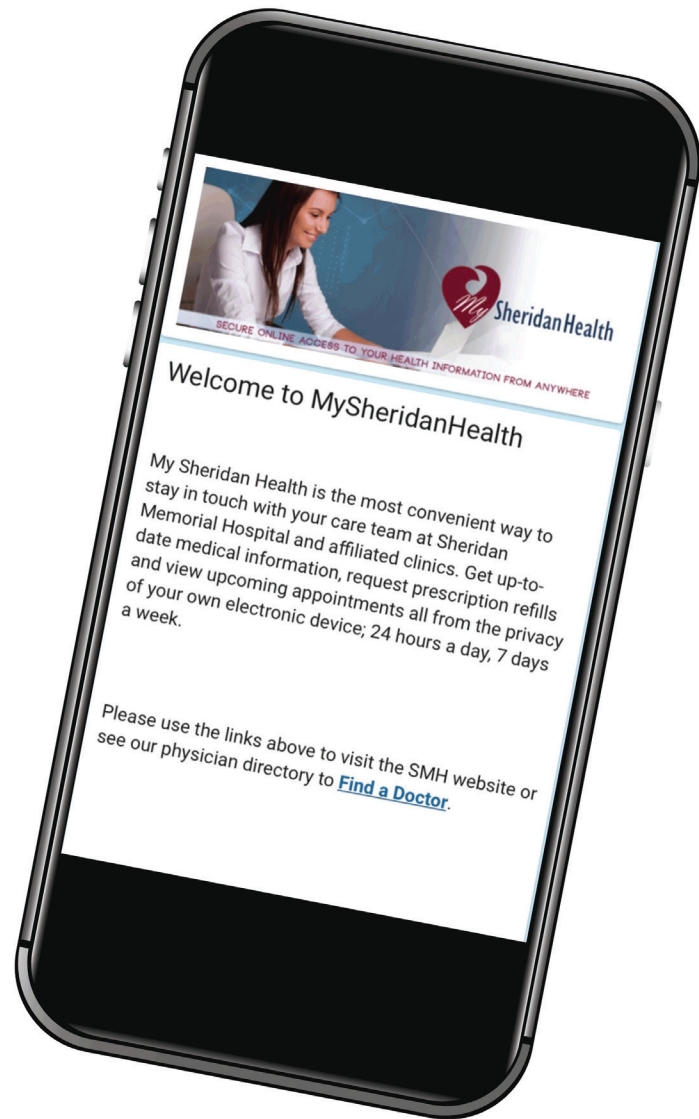 My SheridanHealth
SECURE ONLINE ACCESS TO YOUR HEALTH INFORMATION FROM ANYWHERE
Welcome to MySheridanHealth
My Sheridan Health is the most convenient way to
stay in touch with your care team at Sheridan
Memorial Hospital and affiliated clinics. Get up-to-
date medical information, request prescription refills
and view upcoming appointments all from the privacy
of your own electronic device; 24 hours a day, 7 days
a week.
Please use the links above to visit the SMH website or
see our physician directory to Find a Doctor.